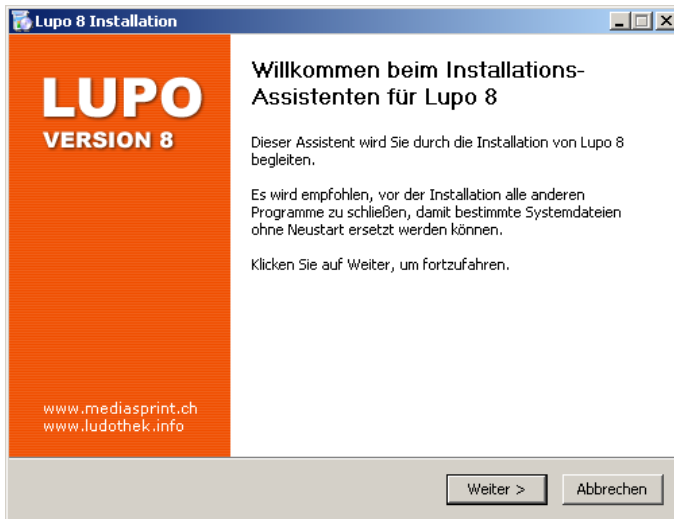 Lupo 8 Installation
LUPO
VERSION 8
www.mediasprint.ch
www.ludothek.info
Willkommen beim Installations-
Assistenten für Lupo 8
Dieser Assistent wird Sie durch die Installation von Lupo 8
begleiten.
Es wird empfohlen, vor der Installation alle anderen
Programme zu schließen, damit bestimmte Systemdateien
ohne Neustart ersetzt werden können.
Klicken Sie auf Weiter, um fortzufahren.
Weiter >
Abbrechen